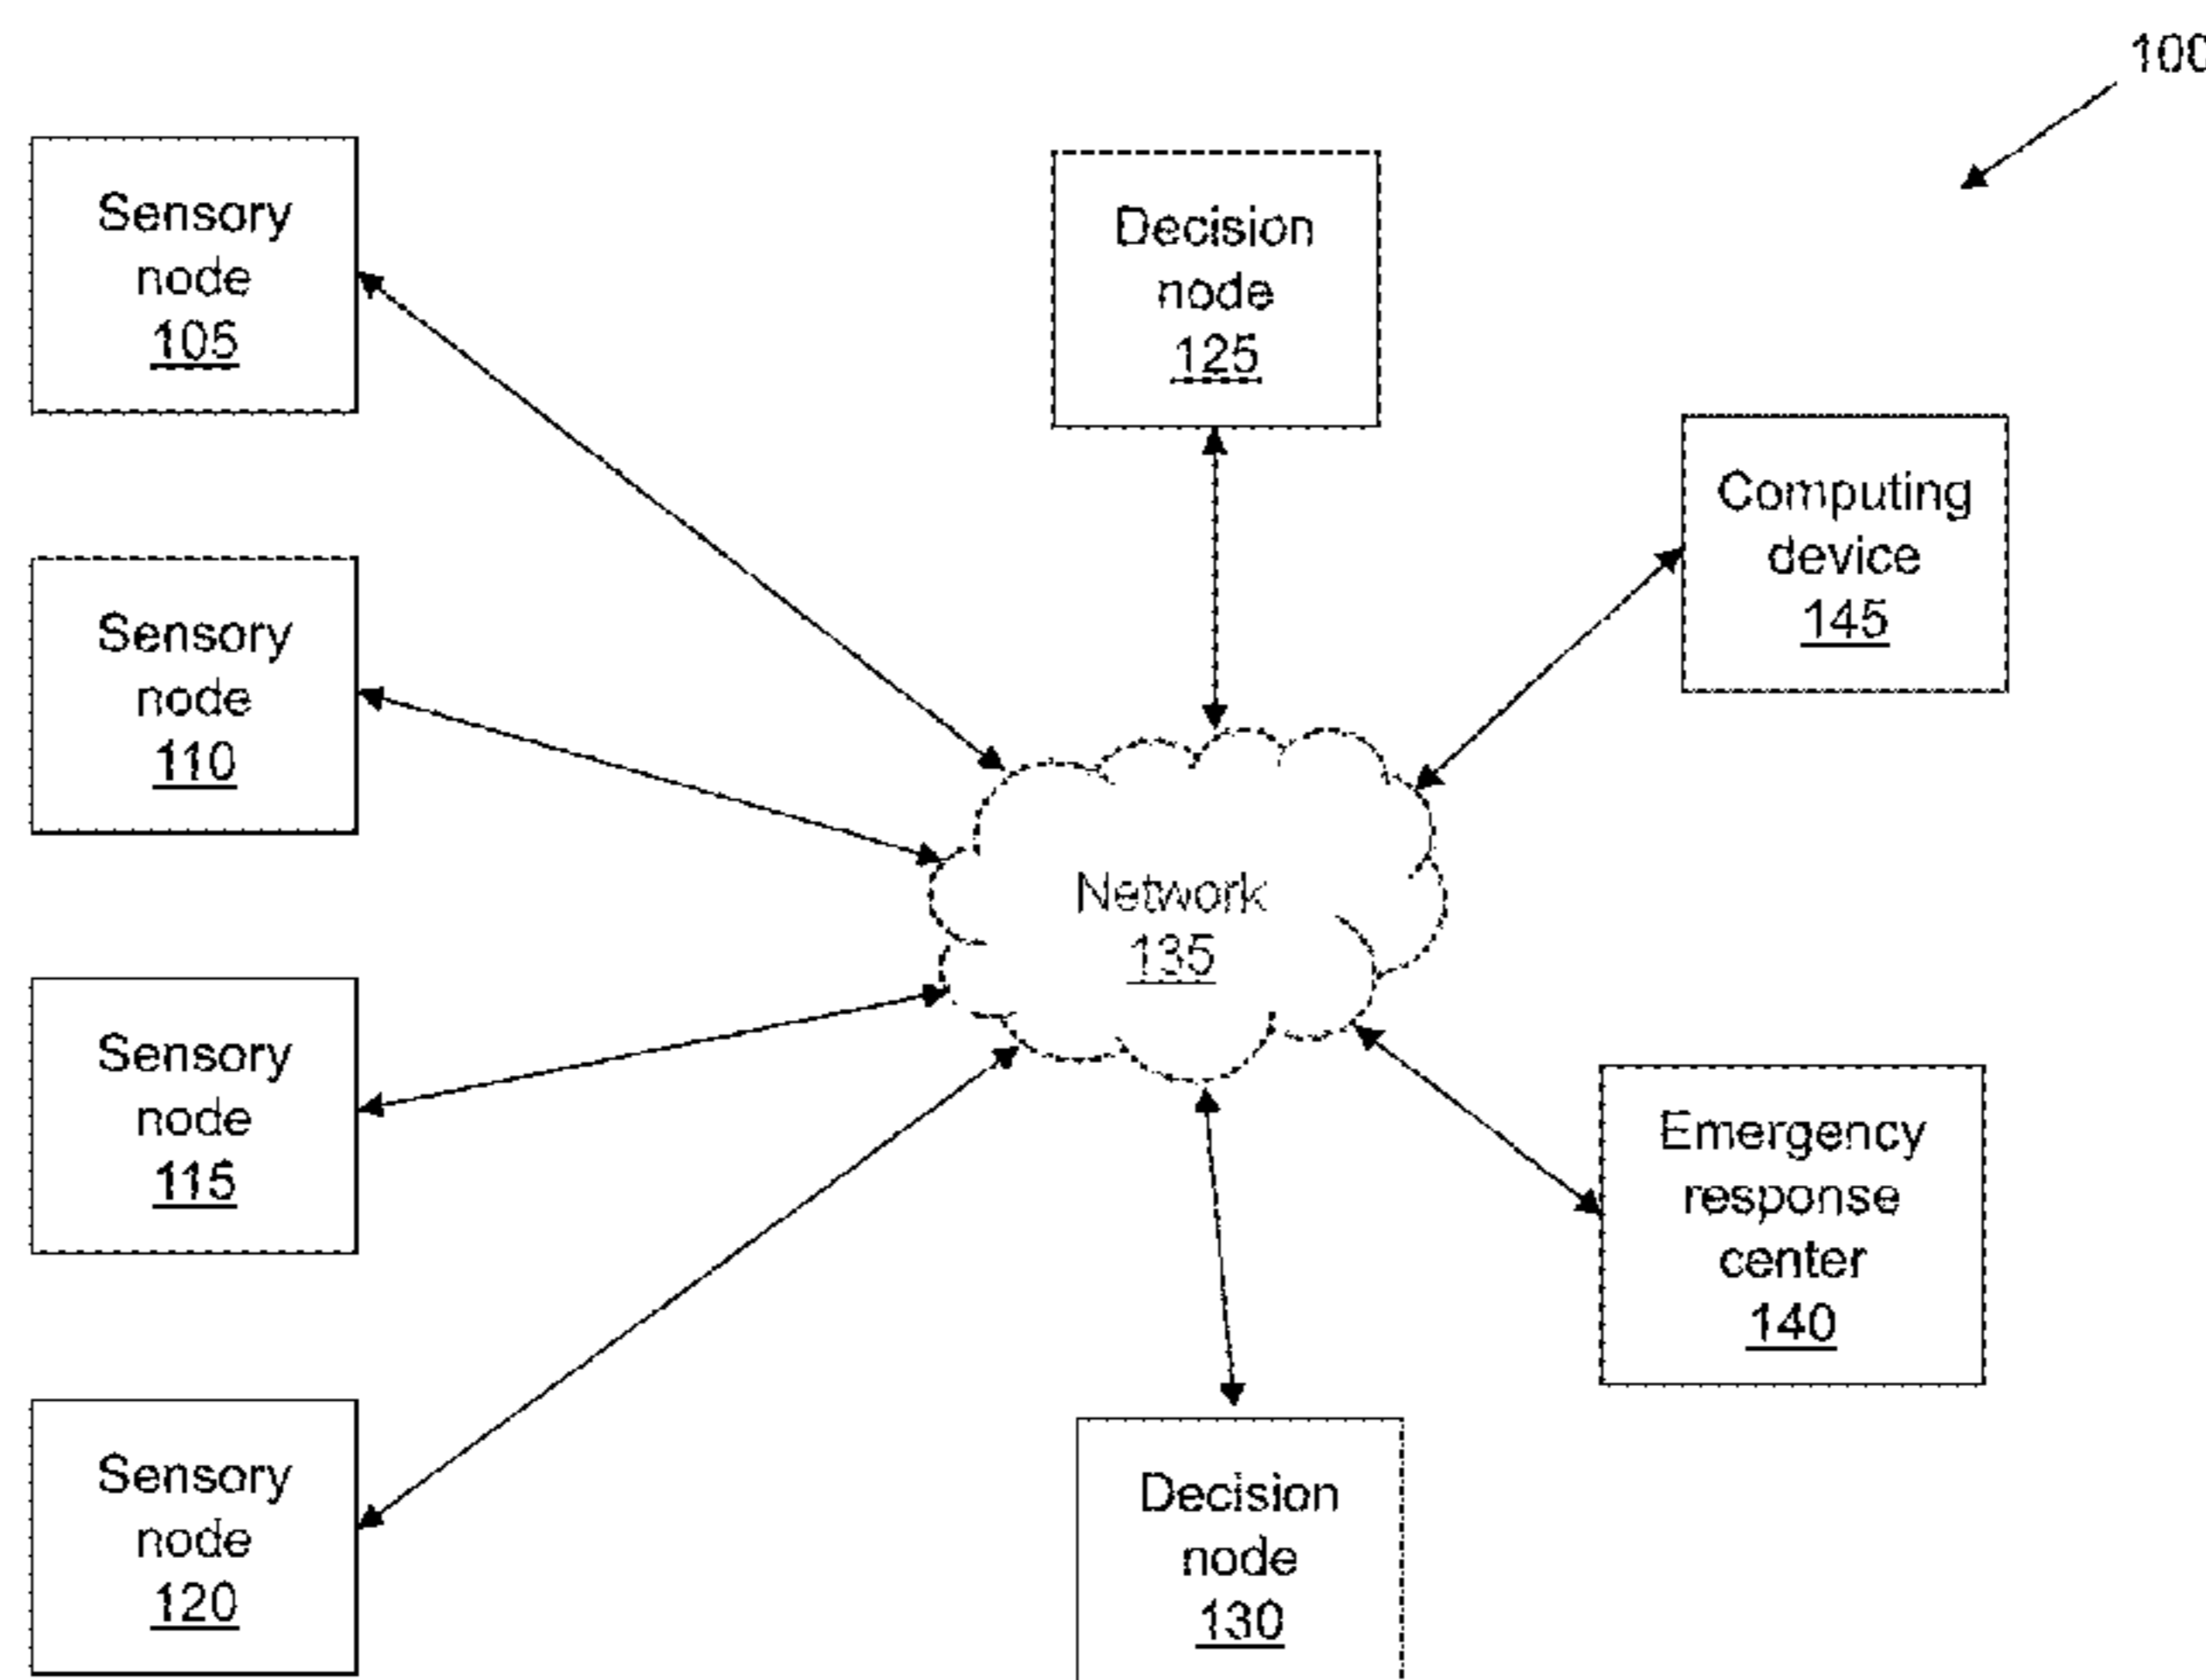 100
Sensory
node
105
Decision
node
125
Computing
device
145
Sensory
node
110
Network
135
Sensory
node
115
Emergency
response
center
140
Sensory
node
120
Decision
node
130